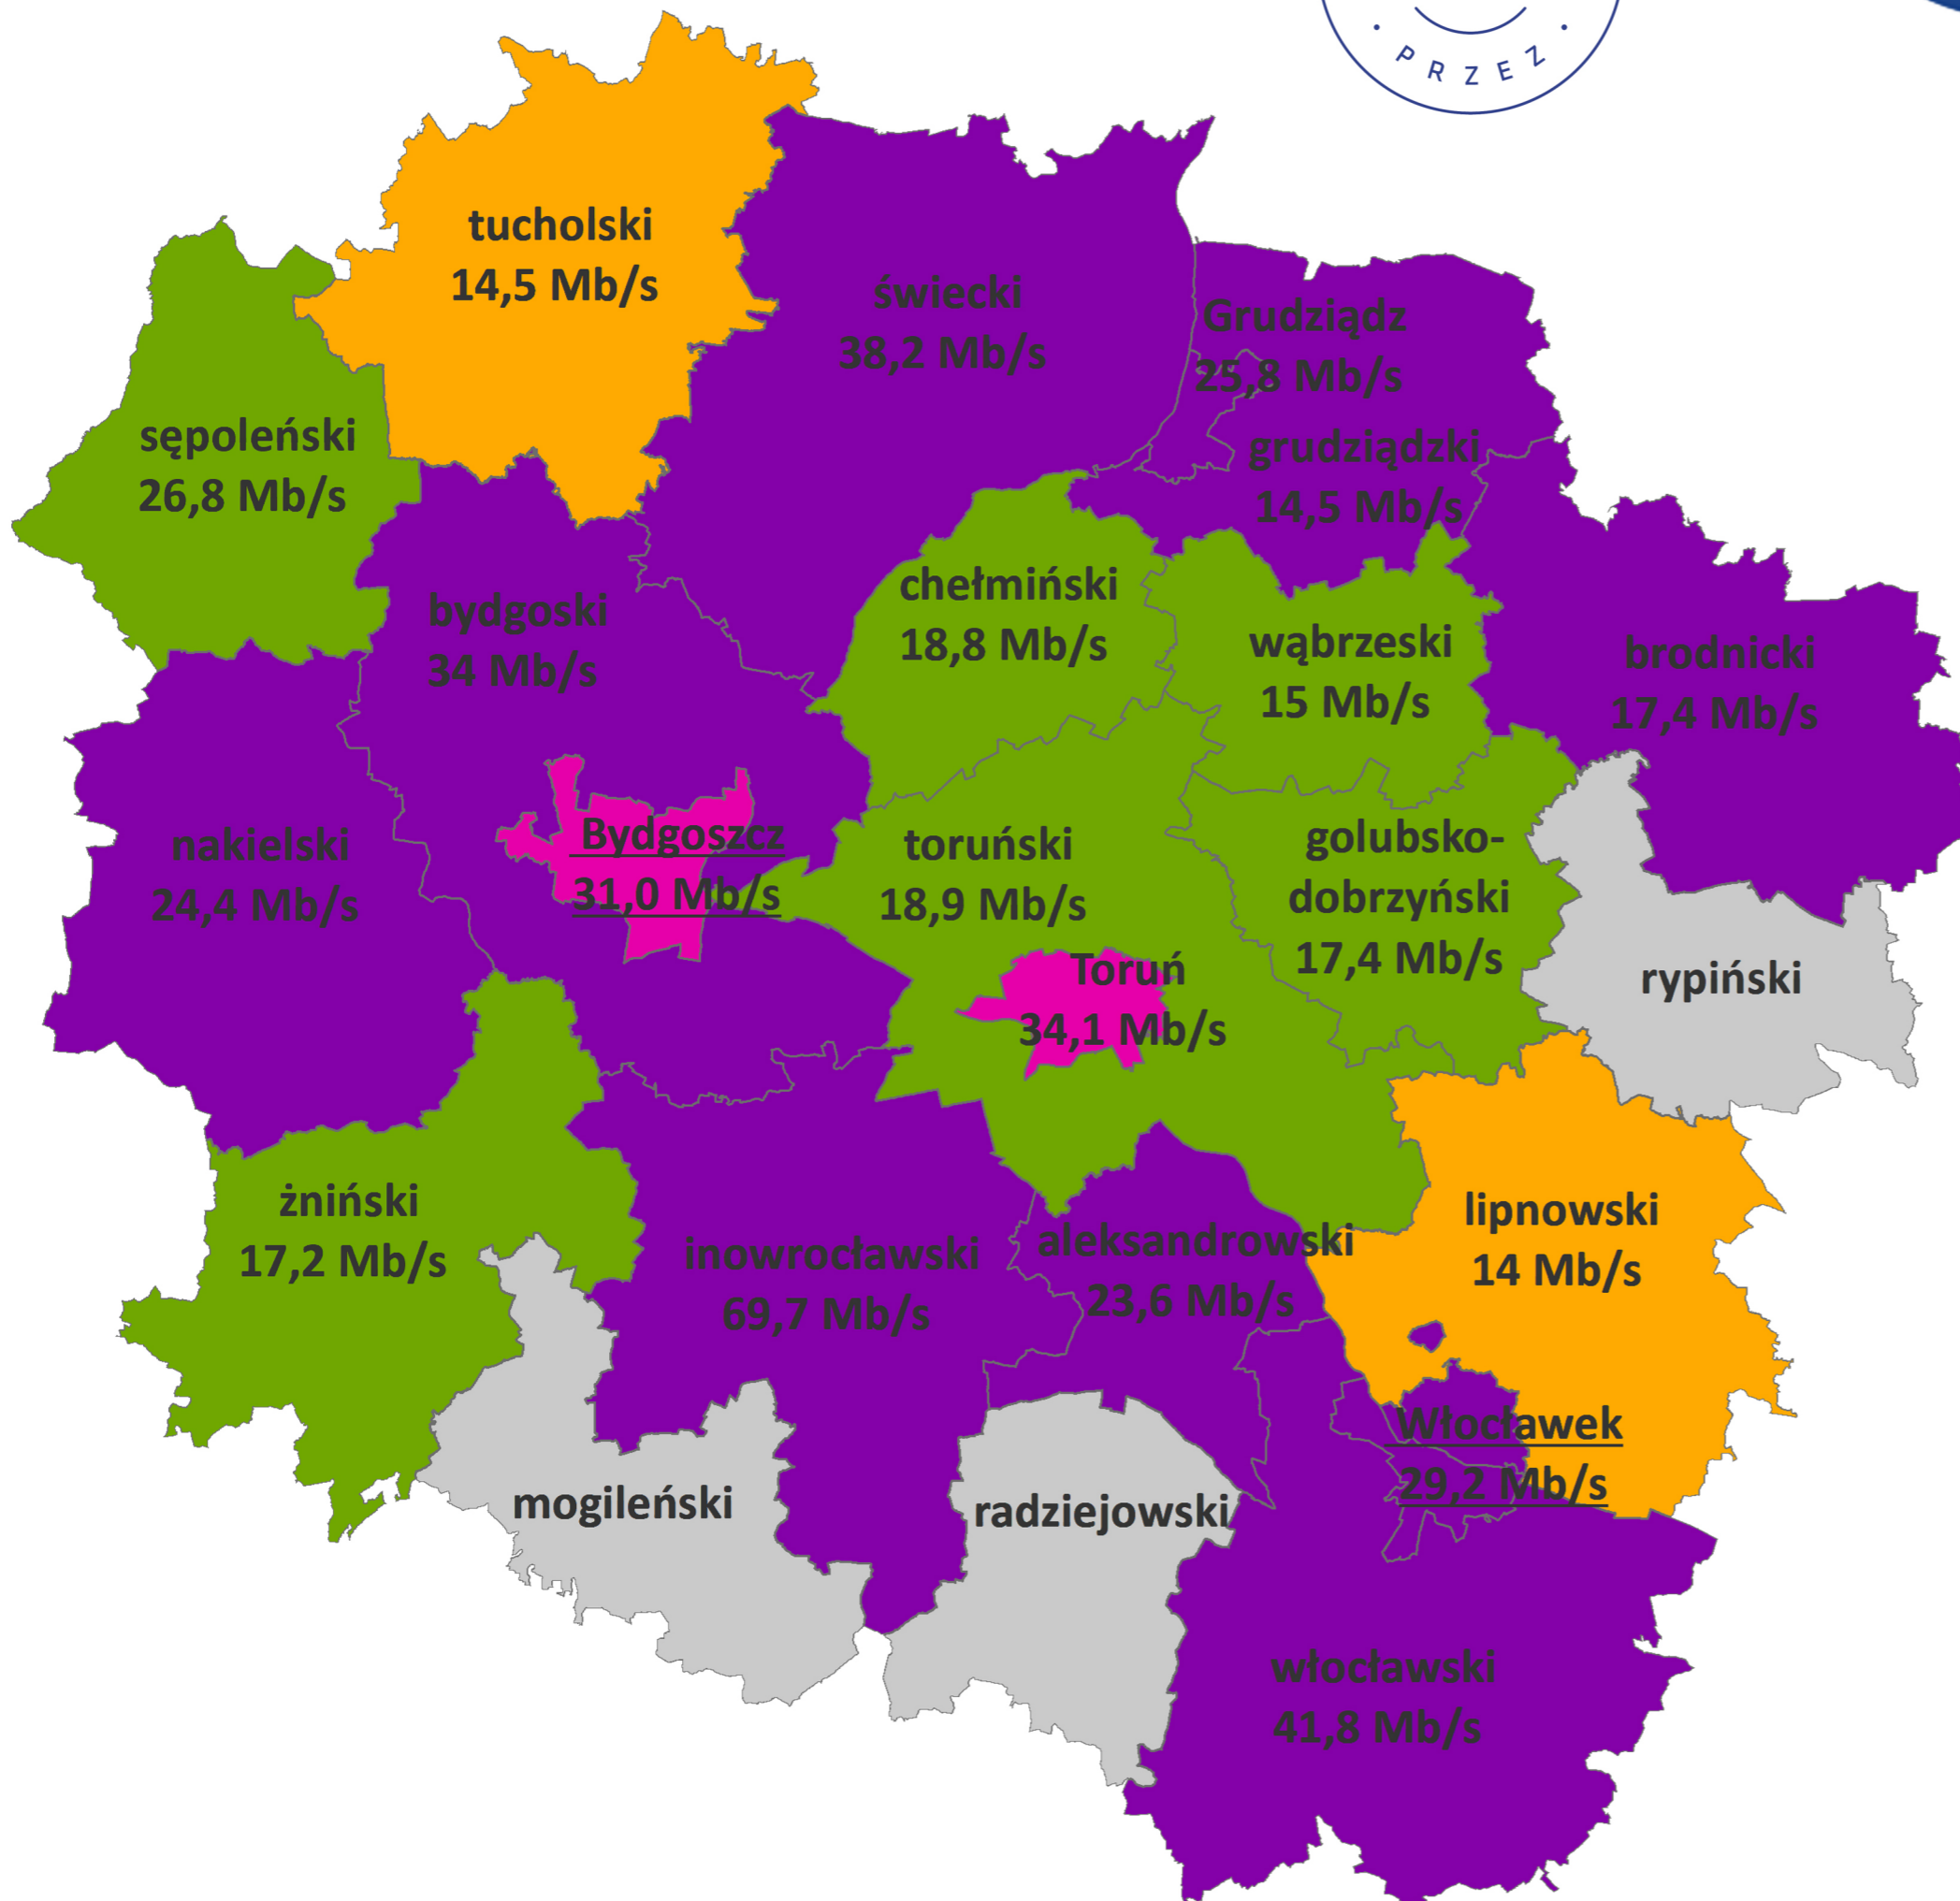 · PRZEZ ·
tucholski
14,5 Mb/s
świecki
38,2 Mb/s
Grudziądz
25,8 Mb/s
sępoleński
26,8 Mb/s
grudziądzki
14,5 Mb/s
bydgoski
34 Mb/s
chełmiński
18,8 Mb/s
wąbrzeski
15 Mb/s
brodnicki
17,4 Mb/s
nakielski
24,4 Mb/s
Bydgoszcz
31,0 Mb/s
toruński
18,9 Mb/s
golubsko-
dobrzyński
17,4 Mb/s
Toruń
34,1 Mb/s
rypiński
żniński
17,2 Mb/s
inowrocławski
69,7 Mb/s
aleksandrowski
23,6 Mb/s
lipnowski
14 Mb/s
Włocławek
29,2 Mb/s
mogileński
radziejowski
włocławski
41,8 Mb/s